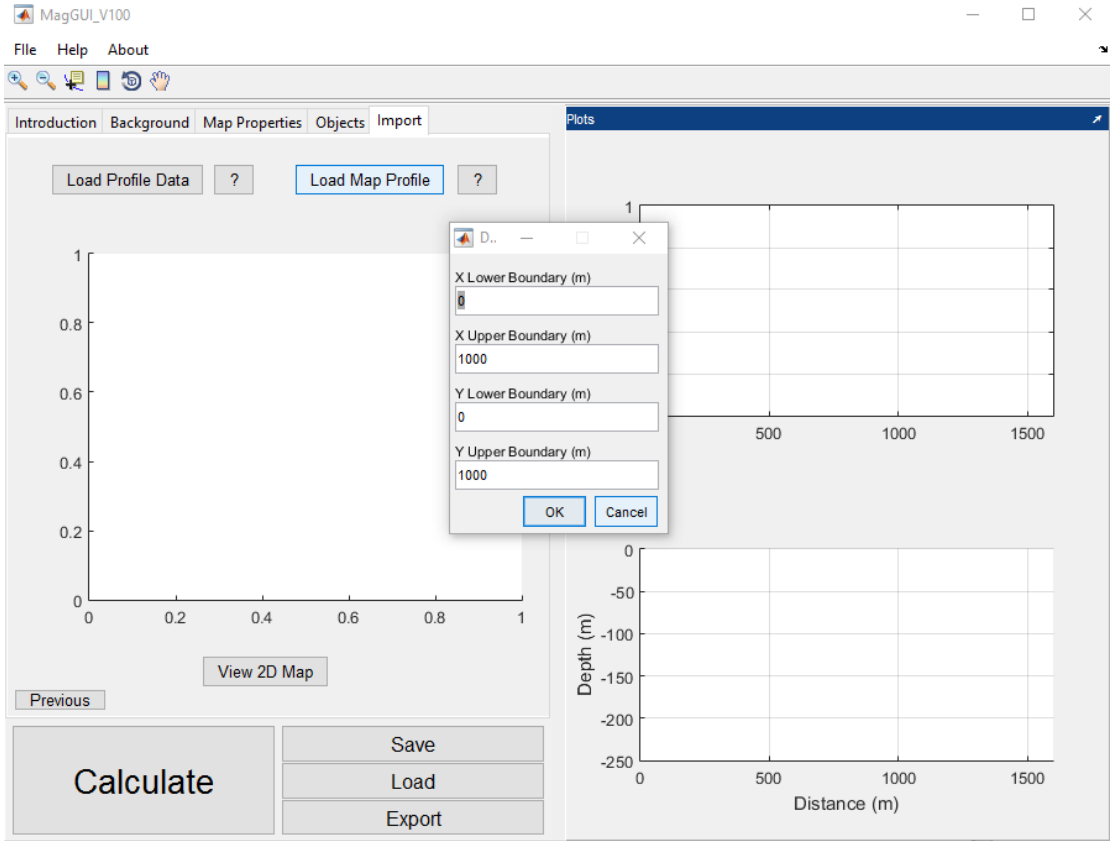 MagGUI_V100
FIle Help About
Introduction Background Map Properties Objects Import
Load Profile Data ? Load Map Profile ?
1
0.8
0.6
0.4
0.2
0
0 0.2 0.4 0.6 0.8 1
View 2D Map
Previous
Calculate
Save
Load
Export
D..
X Lower Boundary (m)
0
X Upper Boundary (m)
1000
Y Lower Boundary (m)
0
Y Upper Boundary (m)
1000
OK Cancel
Plots
1
500 1000 1500
0
-50
-100
-150
-200
-250
Depth (m)
0 500 1000 1500
Distance (m)